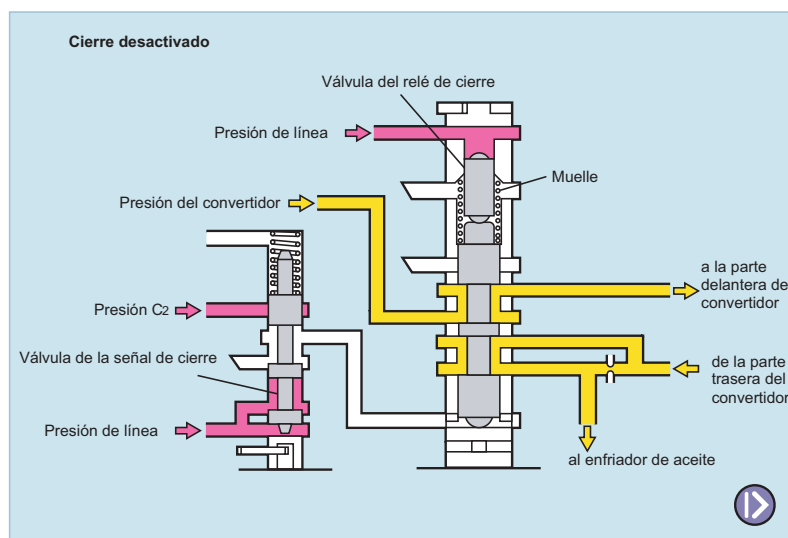 Cierre desactivado
Válvula del relé de cierre
Presión de línea
Muelle
Presión del convertidor
a la parte
delantera del
convertidor
Presión C2
Válvula de la señal de cierre
de la parte
trasera del
convertidor
Presión de línea
al enfriador de aceite